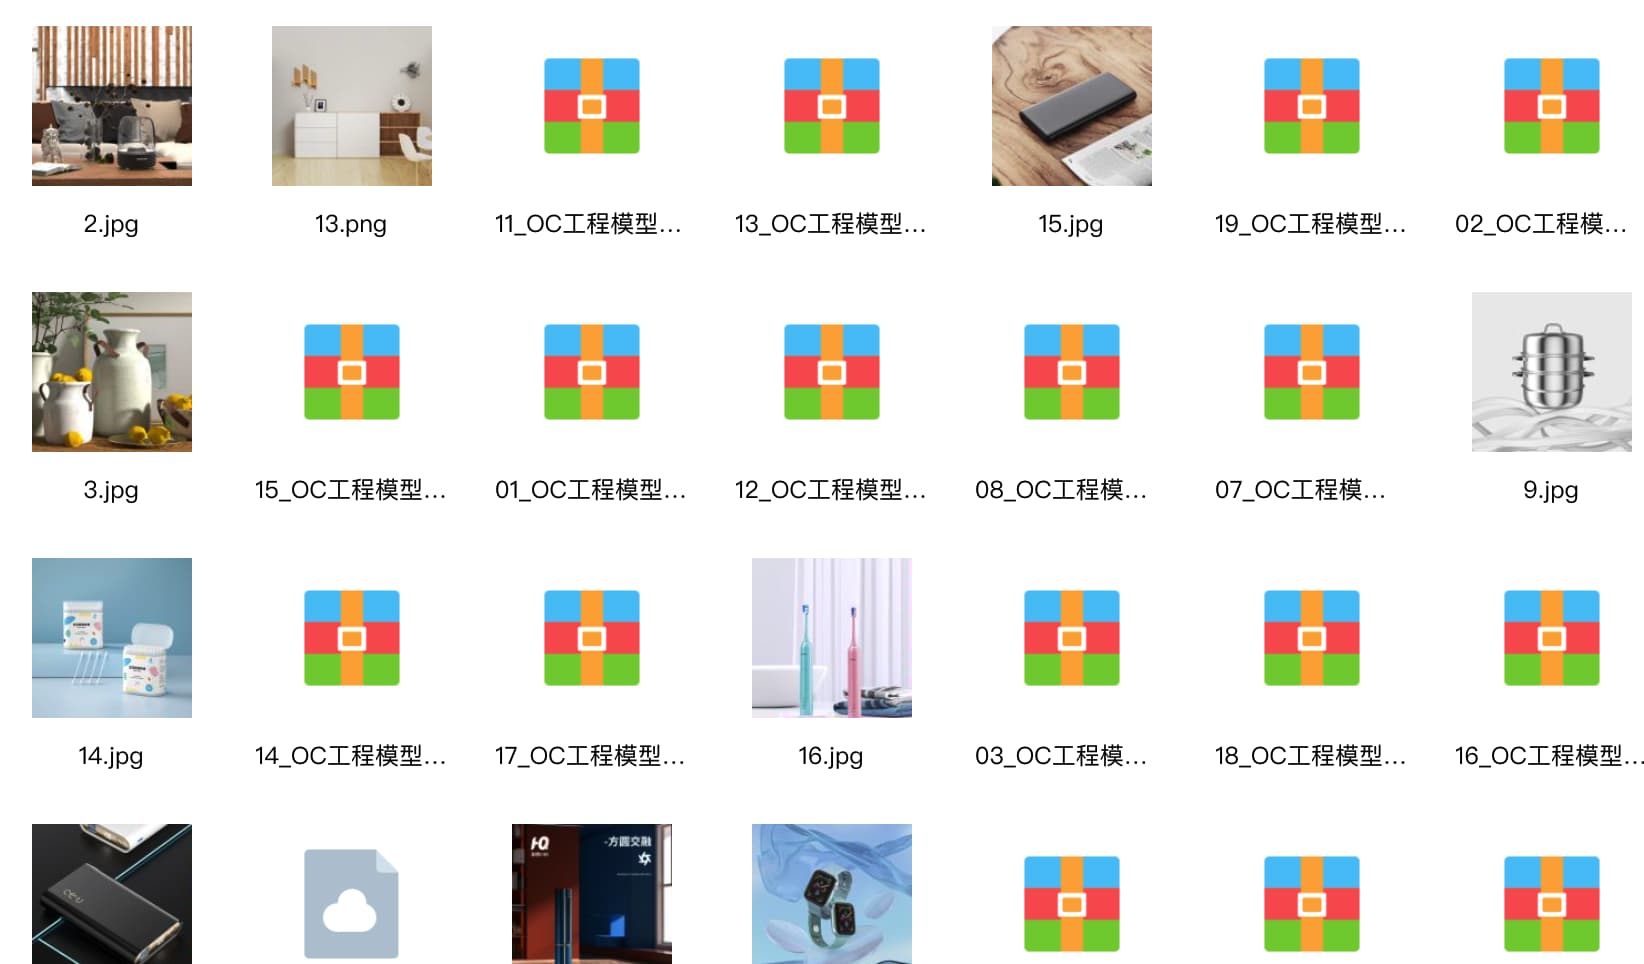 2.jpg
13.png
11_OC工程模型...
13_OC工程模型...
15.jpg
19_OC工程模型...
02_OC工程模...
3.jpg
15_OC工程模型...
01_OC工程模型...
12_OC工程模型...
08_OC工程模...
07_OC工程模...
9.jpg
14.jpg
14_OC工程模型...
17_OC工程模型...
16.jpg
03_OC工程模...
18_OC工程模型...
16_OC工程模型...
-方圆交融